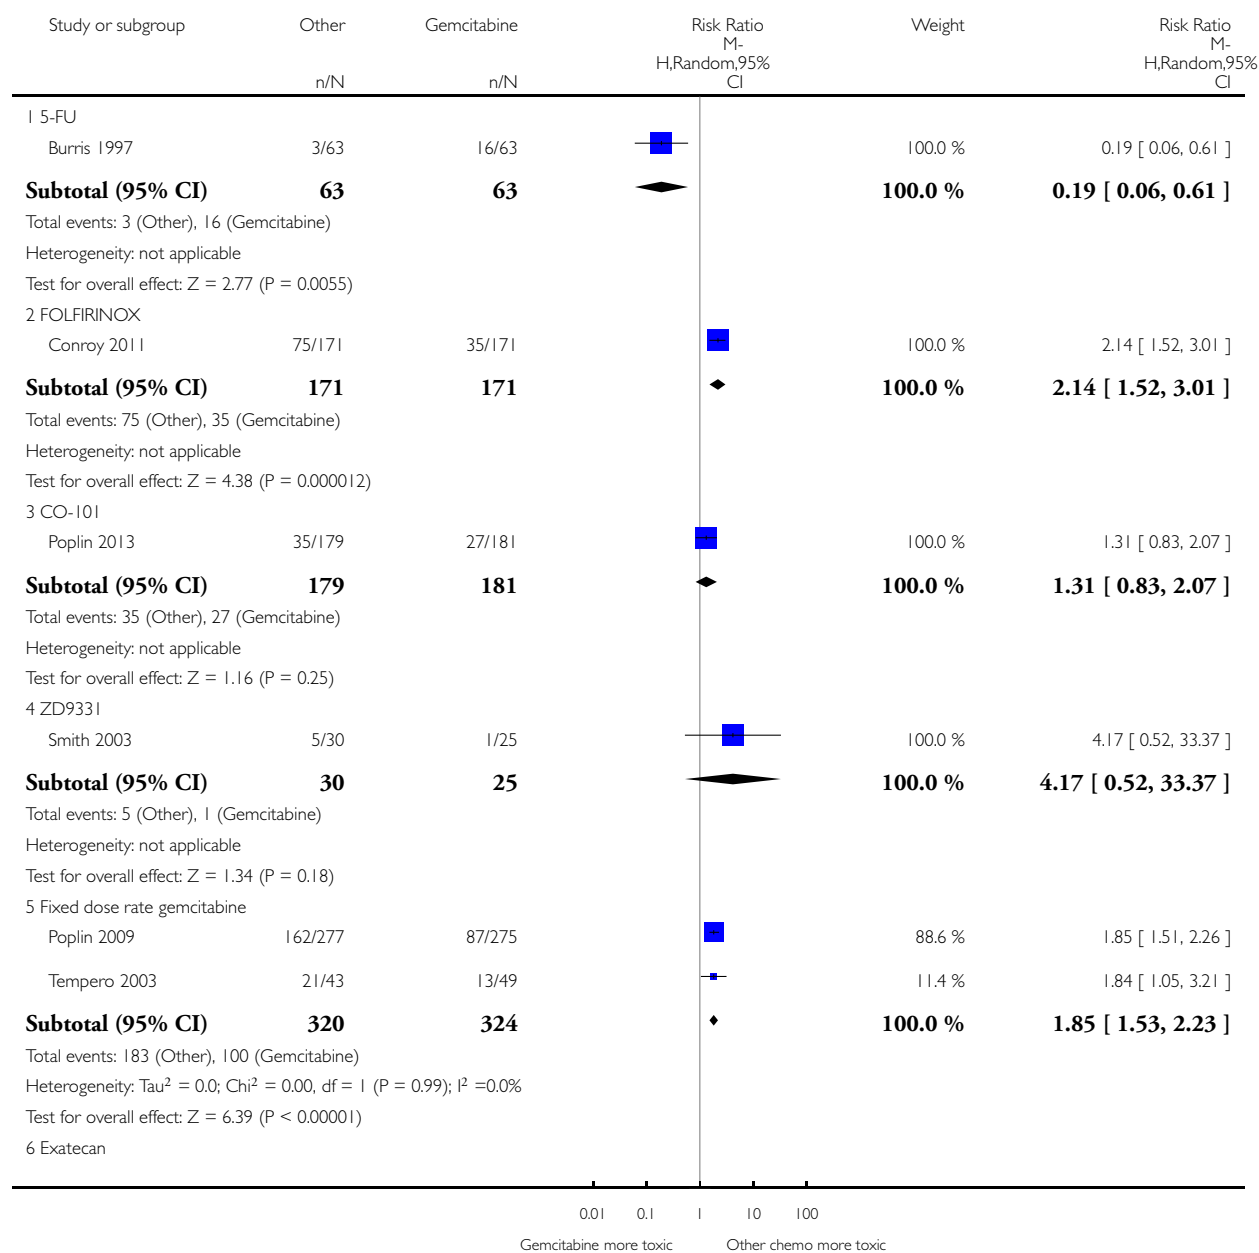 Study or subgroup Other Gemcitabine Risk Ratio Weight Risk Ratio
M- M-
H,Random,95% H,Random,95%
n/N n/N CI CI
1 5-FU
Burris 1997 3/63 16/63 100.0 % 0.19 [ 0.06, 0.61 ]
Subtotal (95% CI) 63 63 100.0 % 0.19 [ 0.06, 0.61 ]
Total events: 3 (Other), 16 (Gemcitabine)
Heterogeneity: not applicable
Test for overall effect: Z = 2.77 (P = 0.0055)
2 FOLFIRINOX
Conroy 2011 75/171 35/171 100.0 % 2.14 [ 1.52, 3.01 ]
Subtotal (95% CI) 171 171 100.0 % 2.14 [ 1.52, 3.01 ]
Total events: 75 (Other), 35 (Gemcitabine)
Heterogeneity: not applicable
Test for overall effect: Z = 4.38 (P = 0.000012)
3 CO-101
Poplin 2013 35/179 27/181 100.0 % 1.31 [ 0.83, 2.07 ]
Subtotal (95% CI) 179 181 100.0 % 1.31 [ 0.83, 2.07 ]
Total events: 35 (Other), 27 (Gemcitabine)
Heterogeneity: not applicable
Test for overall effect: Z = 1.16 (P = 0.25)
4 ZD9331
Smith 2003 5/30 1/25 100.0 % 4.17 [ 0.52, 33.37 ]
Subtotal (95% CI) 30 25 100.0 % 4.17 [ 0.52, 33.37 ]
Total events: 5 (Other), 1 (Gemcitabine)
Heterogeneity: not applicable
Test for overall effect: Z = 1.34 (P = 0.18)
5 Fixed dose rate gemcitabine
Poplin 2009 162/277 87/275 88.6 % 1.85 [ 1.51, 2.26 ]
Tempero 2003 21/43 13/49 11.4 % 1.84 [ 1.05, 3.21 ]
Subtotal (95% CI) 320 324 100.0 % 1.85 [ 1.53, 2.23 ]
Total events: 183 (Other), 100 (Gemcitabine)
Heterogeneity: Tau² = 0.0; Chi² = 0.00, df = 1 (P = 0.99); I² =0.0%
Test for overall effect: Z = 6.39 (P < 0.00001)
6 Exatecan
0.01 0.1 1 10 100
Gemcitabine more toxic Other chemo more toxic